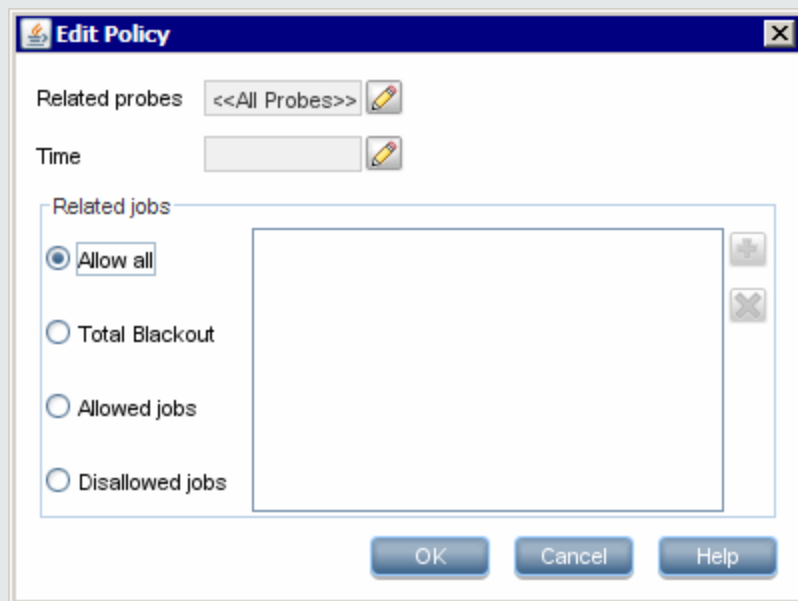 Edit Policy
Related probes <<All Probes>>
Time
Related jobs
Allow all
Total Blackout
Allowed jobs
Disallowed jobs
OK Cancel Help